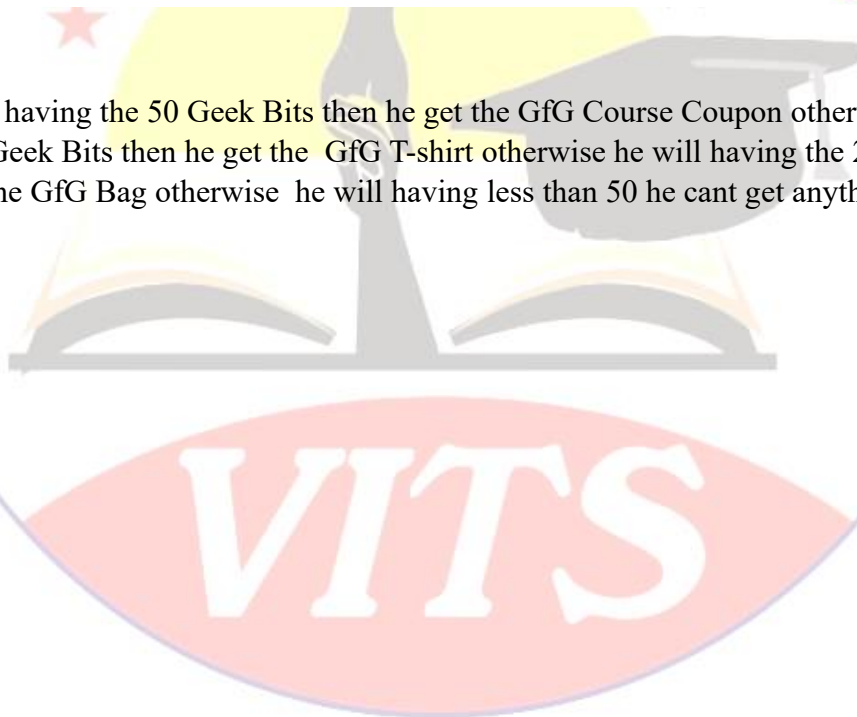 having the 50 Geek Bits then he get the GfG Course Coupon other
Geek Bits then he get the GfG T-shirt otherwise he will having the 2
he GfG Bag otherwise he will having less than 50 he cant get anyth
VITS